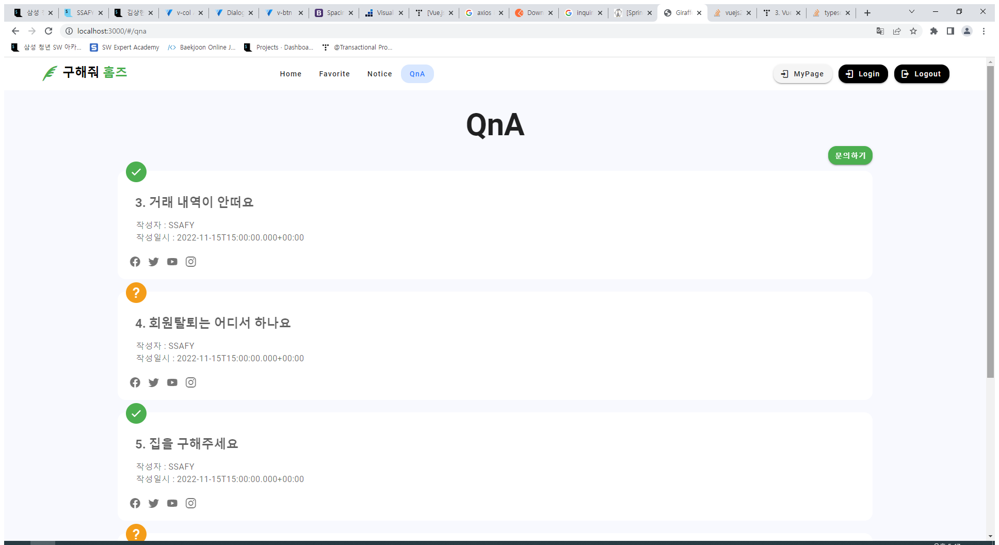 삼성 SSAFY 김상현 v-col Dialog v-btn Spacin Visual [Vue.js axios Down inquir [Sprin Giraffe vuejs2 3. Vue types
localhost:3000/#/qna
삼성 청년 SW 아카... SW Expert Academy Baekjoon Online J... Projects · Dashboa... @Transactional Pro...
구해줘 홈즈 Home Favorite Notice QnA MyPage Login Logout
QnA
문의하기
3. 거래 내역이 안떠요
작성자 : SSAFY
작성일시 : 2022-11-15T15:00:00.000+00:00
?
4. 회원탈퇴는 어디서 하나요
작성자 : SSAFY
작성일시 : 2022-11-15T15:00:00.000+00:00
5. 집을 구해주세요
작성자 : SSAFY
작성일시 : 2022-11-15T15:00:00.000+00:00
?